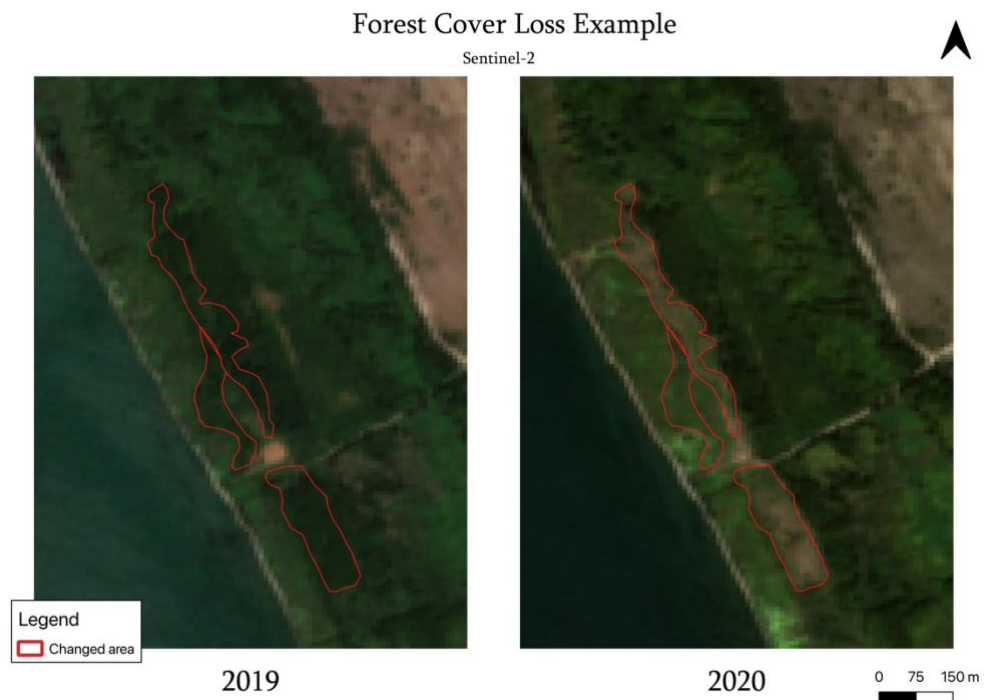 Forest Cover Loss Example
Sentinel-2
Legend
Changed area
2019
2020
0 75 150 m